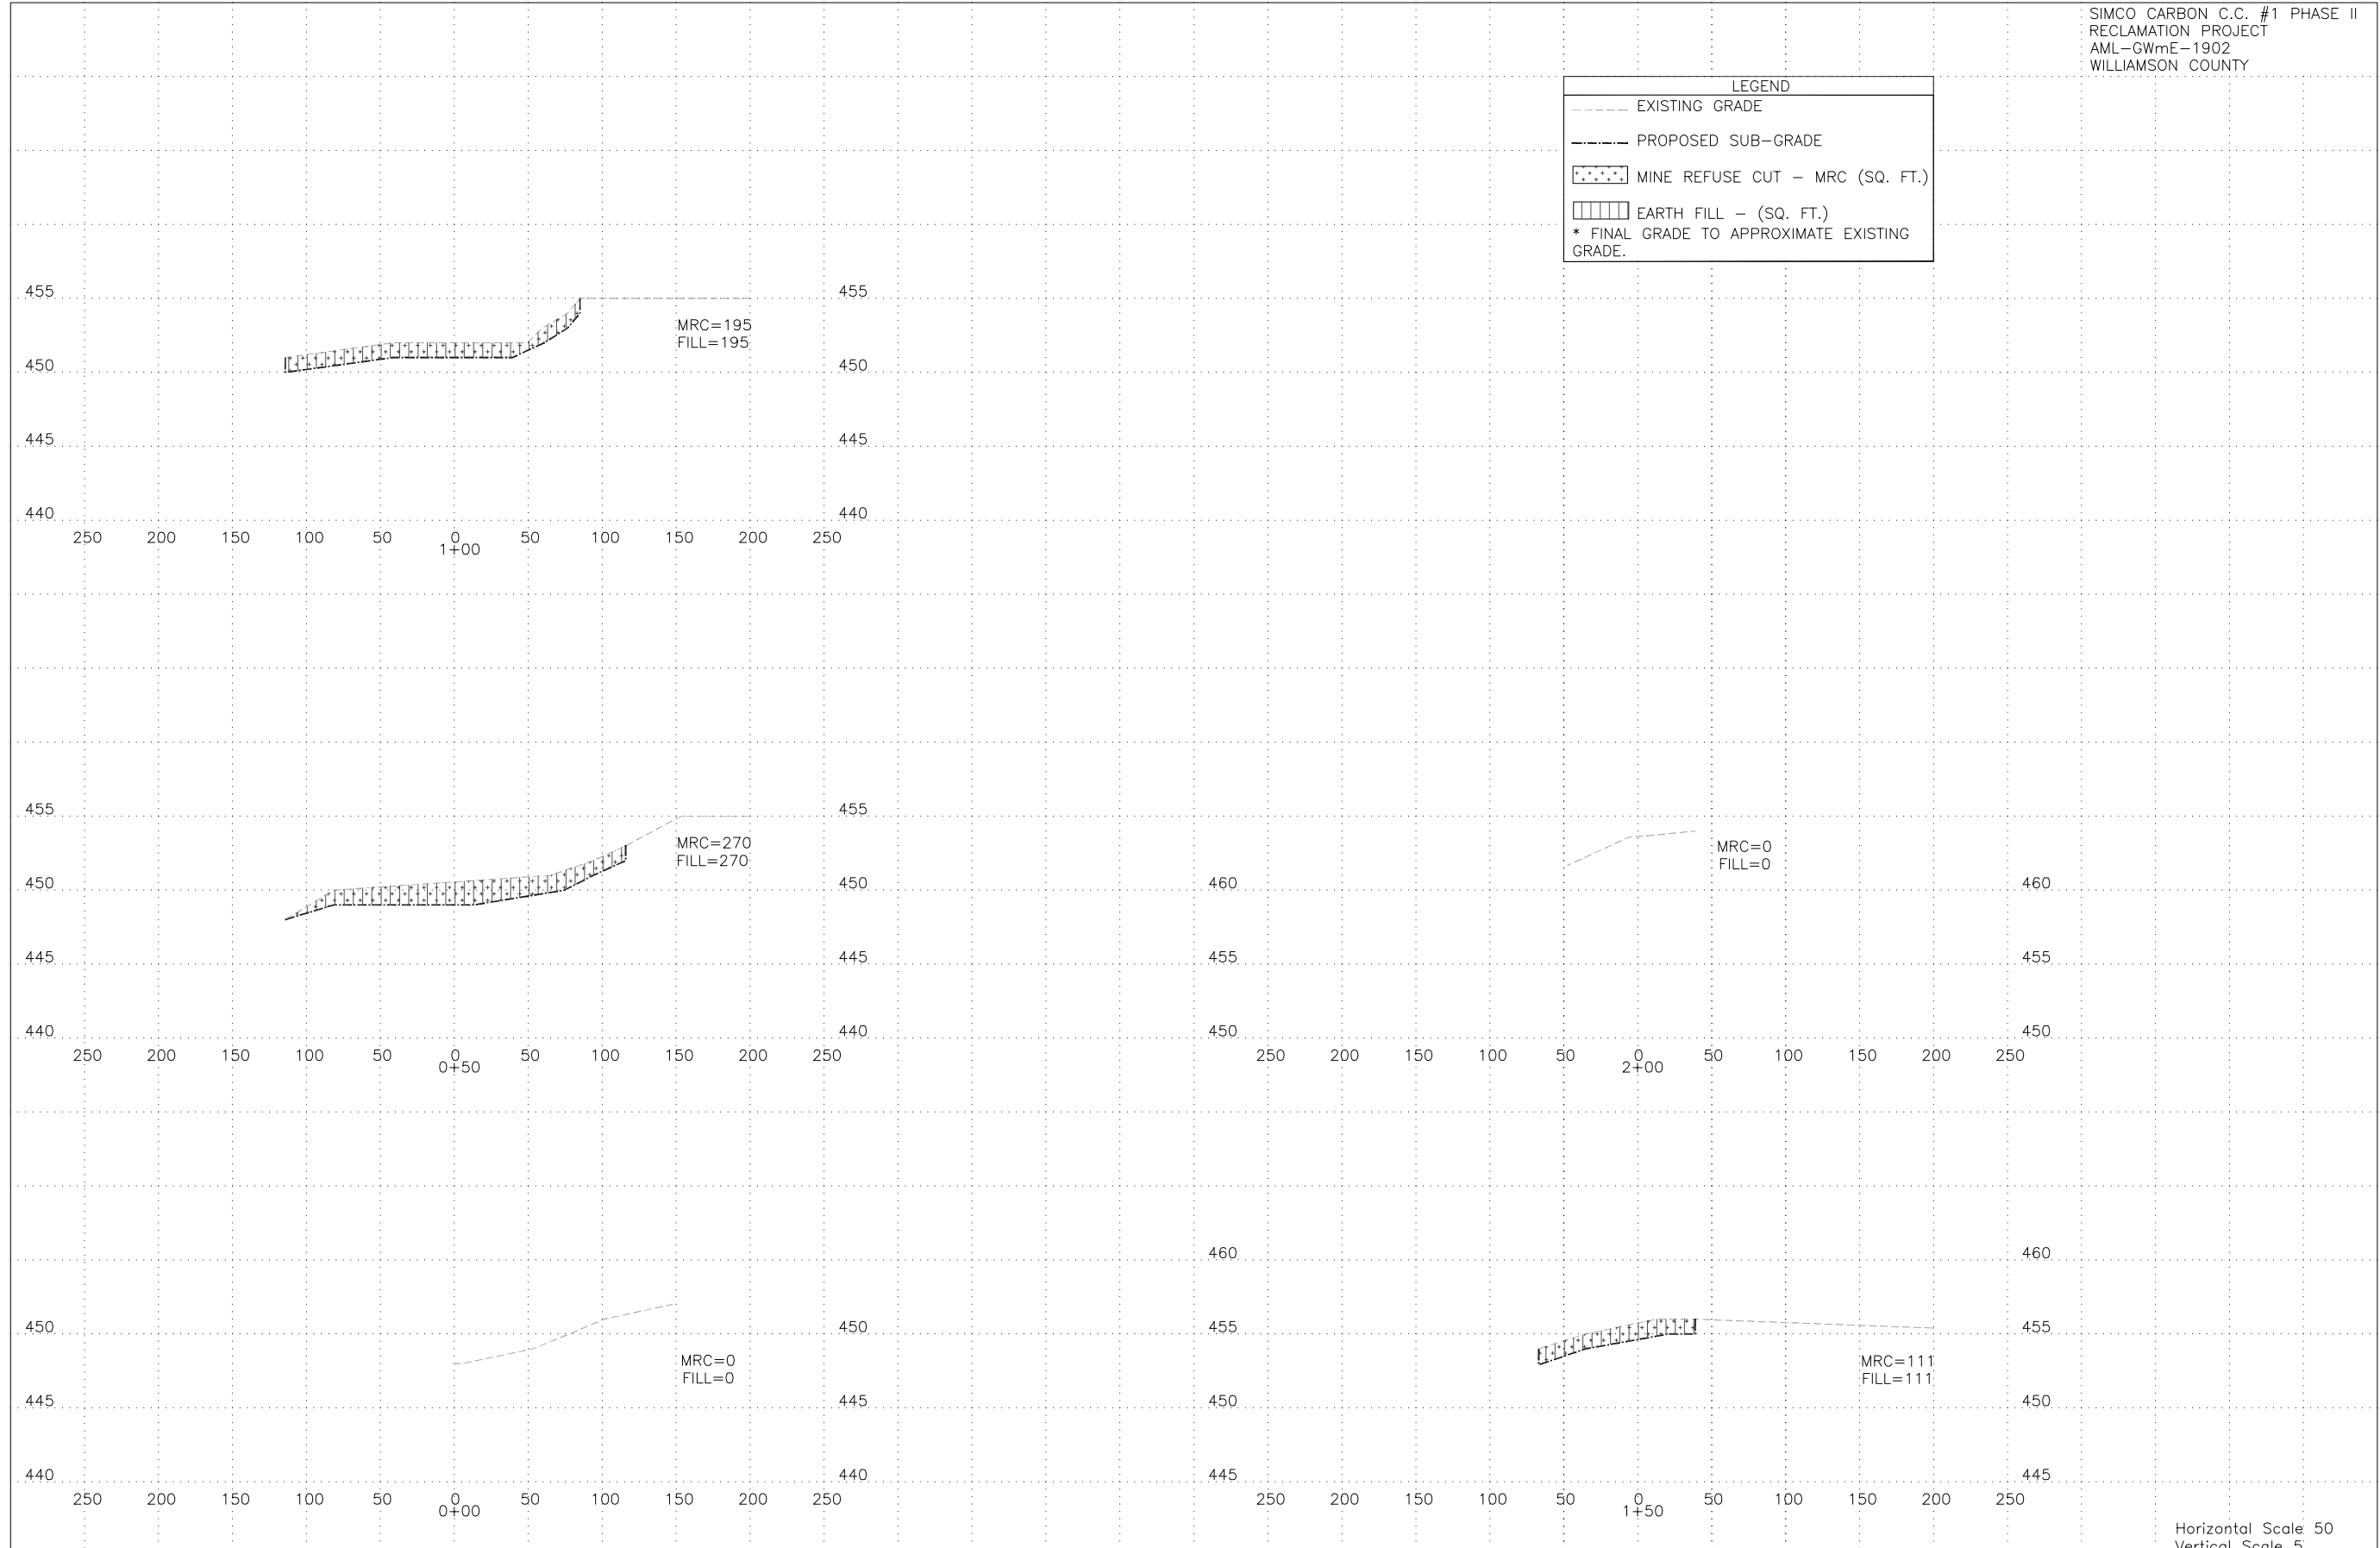 SIMCO CARBON C.C. #1 PHASE II
RECLAMATION PROJECT
AML-GWmE-1902
WILLIAMSON COUNTY
LEGEND
EXISTING GRADE
PROPOSED SUB-GRADE
MINE REFUSE CUT - MRC (SQ. FT.)
EARTH FILL - (SQ. FT.)
* FINAL GRADE TO APPROXIMATE EXISTING
GRADE.
455 455
MRC=195
FILL=195
450 450
445 445
440 440
250 200 150 100 50 0 50 100 150 200 250
1+00
455 455
MRC=270
FILL=270
450 450
445 445
440 440
250 200 150 100 50 0 50 100 150 200 250
0+50
MRC=0
FILL=0
460 460
455 455
450 450
250 200 150 100 50 0 50 100 150 200 250
2+00
450 450
MRC=0
FILL=0
445 445
440 440
250 200 150 100 50 0 50 100 150 200 250
0+00
460 460
455 455
MRC=111
FILL=111
450 450
445 445
250 200 150 100 50 0 50 100 150 200 250
1+50
Horizontal Scale 50
Vertical Scale 5